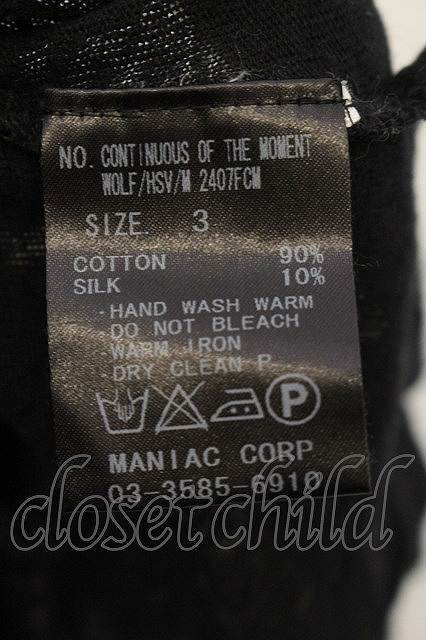 NO. CONTINUOUS OF THE MOMENT
WOLF/HSV/M 2407FCM
SIZE 3
COTTON 90%
SILK 10%
·HAND WASH WARM
·DO NOT BLEACH
·WARM IRON
·DRY CLEAN P
P
MANIAC CORP
03-3585-6910
closet child